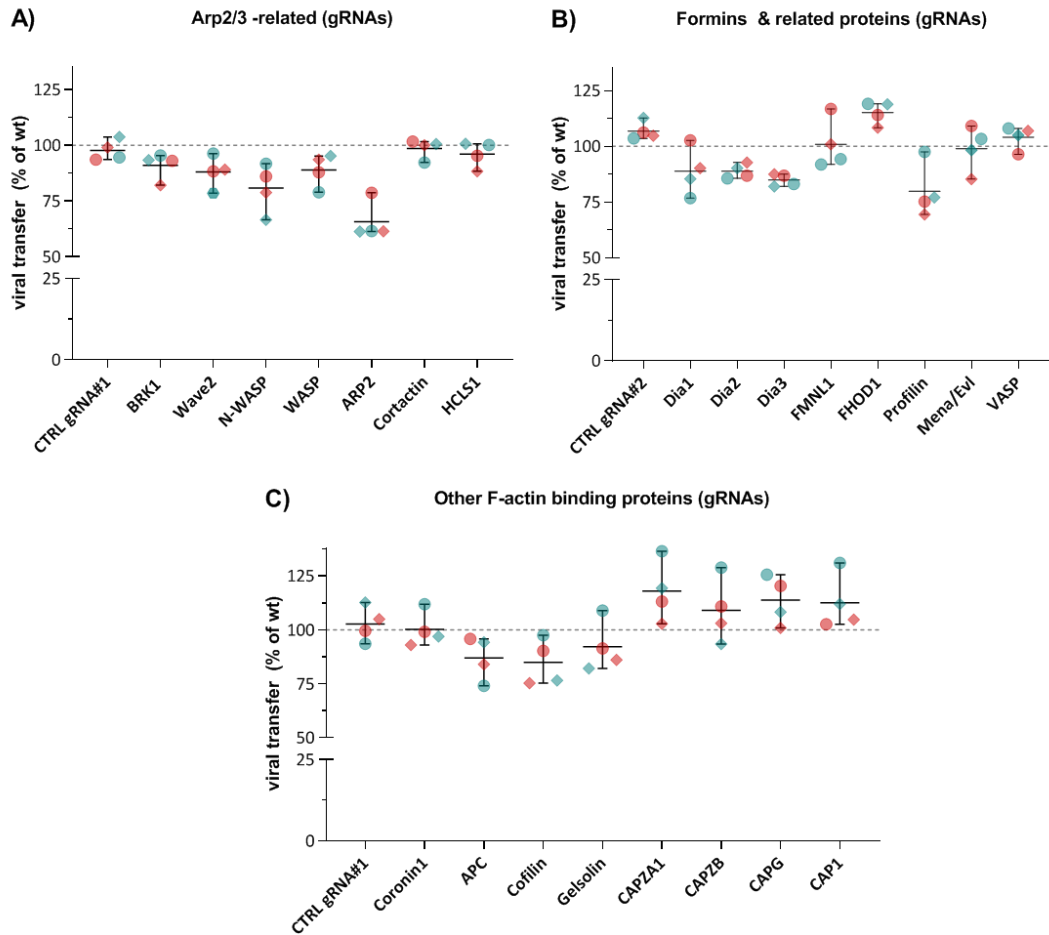 A)
Arp2/3 -related (gRNAs)
viral transfer (% of wt)
125
100
75
50
25
0
CTRL gRNA#1
BRK1
Wave2
N-WASP
WASP
ARP2
Cortactin
HCLS1
B)
Formins & related proteins (gRNAs)
viral transfer (% of wt)
125
100
75
50
25
0
CTRL gRNA#2
Dia1
Dia2
Dia3
FMNL1
FHOD1
Profilin
Mena/Evl
VASP
C)
Other F-actin binding proteins (gRNAs)
viral transfer (% of wt)
125
100
75
50
25
0
CTRL gRNA#1
Coronin1
APC
Cofilin
Gelsolin
CAPZA1
CAPZB
CAPG
CAP1